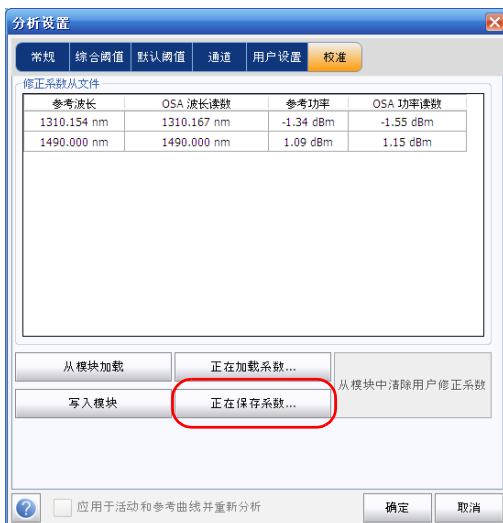 分析设置
常规 综合阈值 默认阈值 通道 用户设置 校准
修正系数从文件
参考波长 OSA 波长读数 参考功率 OSA 功率读数
1310.154 nm 1310.167 nm -1.34 dBm -1.55 dBm
1490.000 nm 1490.000 nm 1.09 dBm 1.15 dBm
从模块加载 正在加载系数...
从模块中清除用户修正系数
写入模块 正在保存系数...
? 应用于活动和参考曲线并重新分析 确定 取消